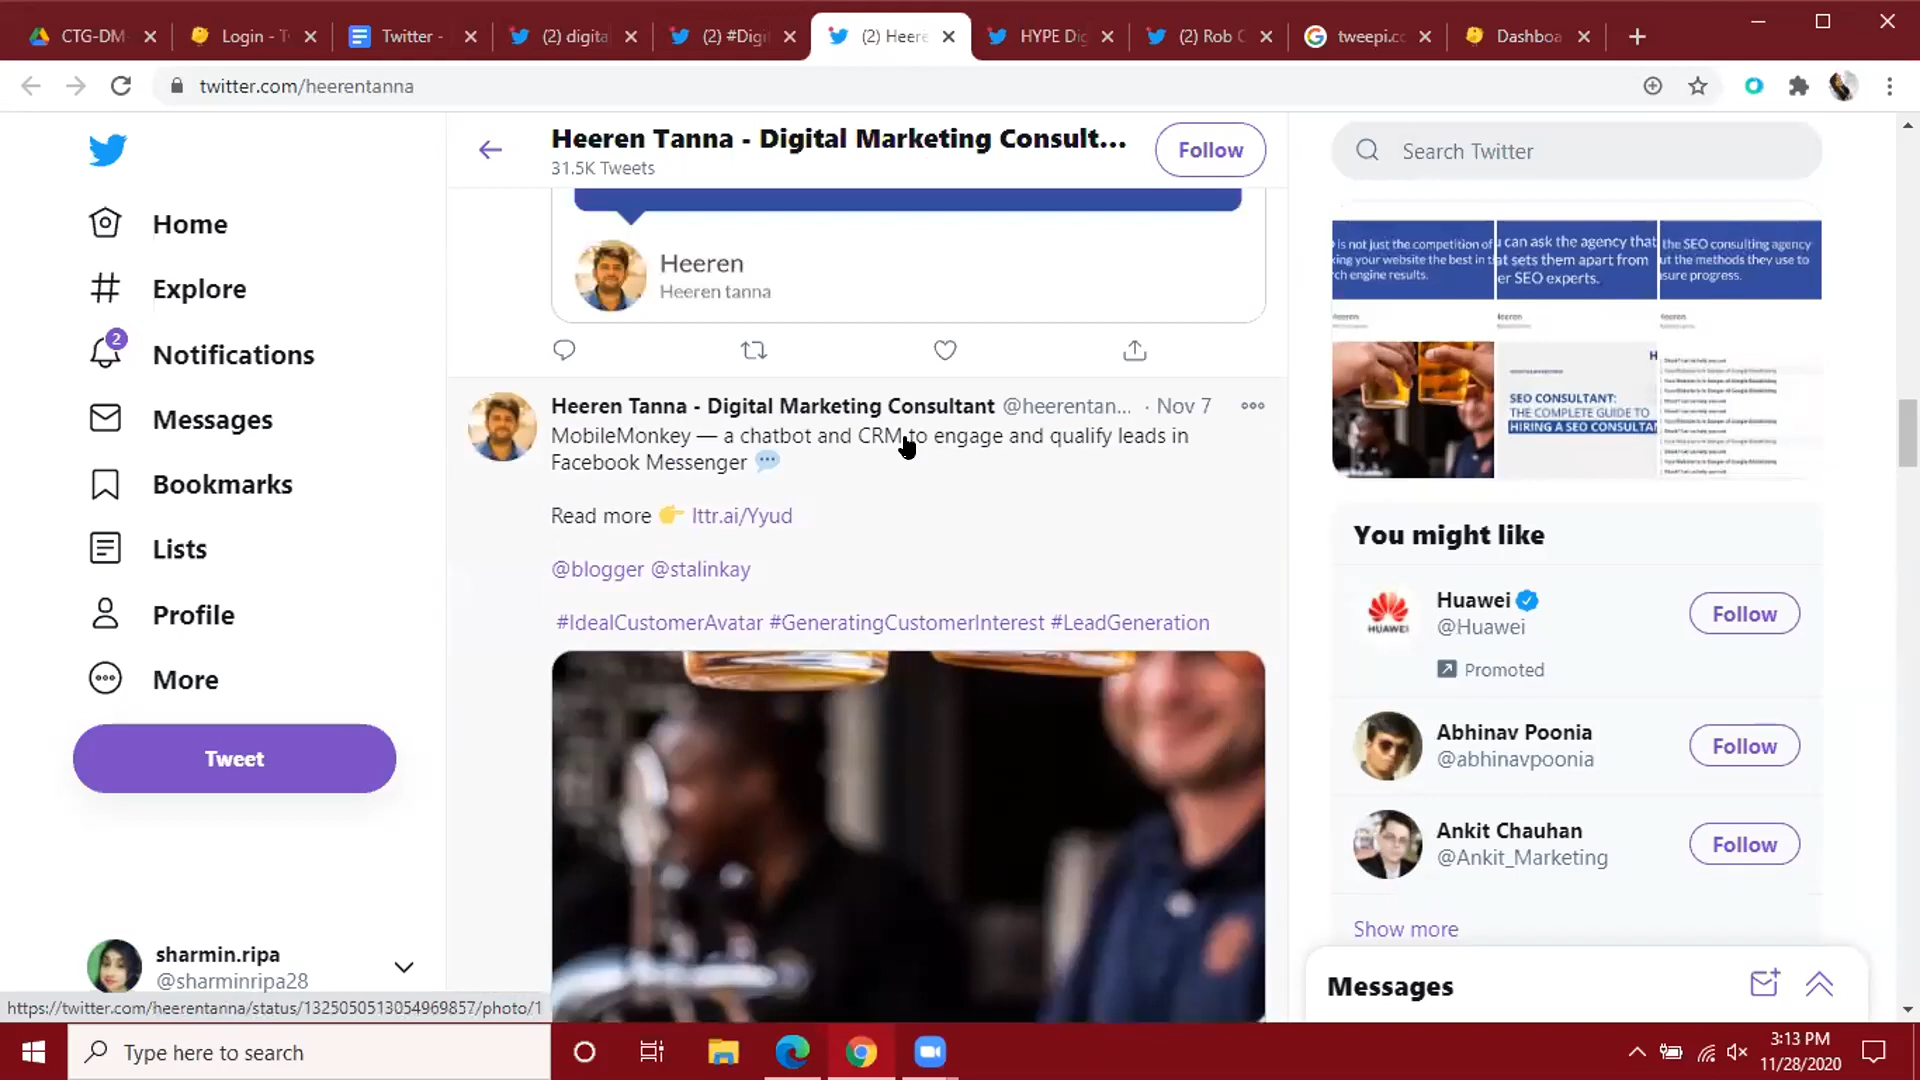 CTG-DM-
Login - T
Twitter -
(2) digita
(2) #Digi
(2) Heere
HYPE Dig
(2) Rob C
tweepi.co
Dashboa
twitter.com/heerentanna
Home
Explore
2
Notifications
Messages
Bookmarks
Lists
Profile
More
Tweet
sharmin.ripa
@sharminripa28
https://twitter.com/heerentanna/status/1325050513054969857/photo/1
Heeren Tanna - Digital Marketing Consult...
31.5K Tweets
Follow
Heeren
Heeren tanna
Heeren Tanna - Digital Marketing Consultant @heerentan... · Nov 7
MobileMonkey — a chatbot and CRM to engage and qualify leads in
Facebook Messenger 💬
Read more 👉 lttr.ai/Yyud
@blogger @stalinkay
#IdealCustomerAvatar #GeneratingCustomerInterest #LeadGeneration
Search Twitter
is not just the competition of
king your website the best in
ch engine results.
u can ask the agency that
at sets them apart from
er SEO experts.
the SEO consulting agency
ut the methods they use to
sure progress.
SEO CONSULTANT:
THE COMPLETE GUIDE TO
HIRING A SEO CONSULTA
You might like
Huawei
@Huawei
Promoted
Follow
HUAWEI
Abhinav Poonia
@abhinavpoonia
Follow
Ankit Chauhan
@Ankit_Marketing
Follow
Show more
Messages
Type here to search
3:13 PM
11/28/2020